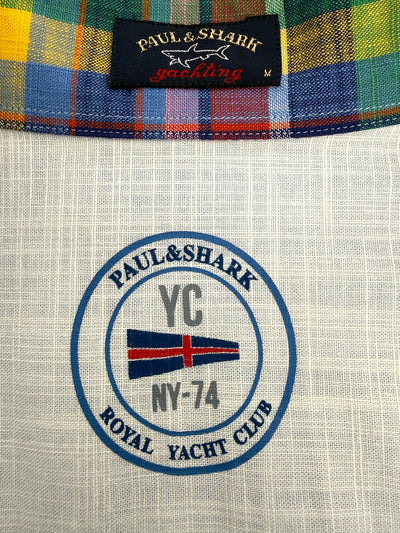 PAUL & SHARK
yachting
M
PAUL&SHARK
YC
NY-74
ROYAL YACHT CLUB